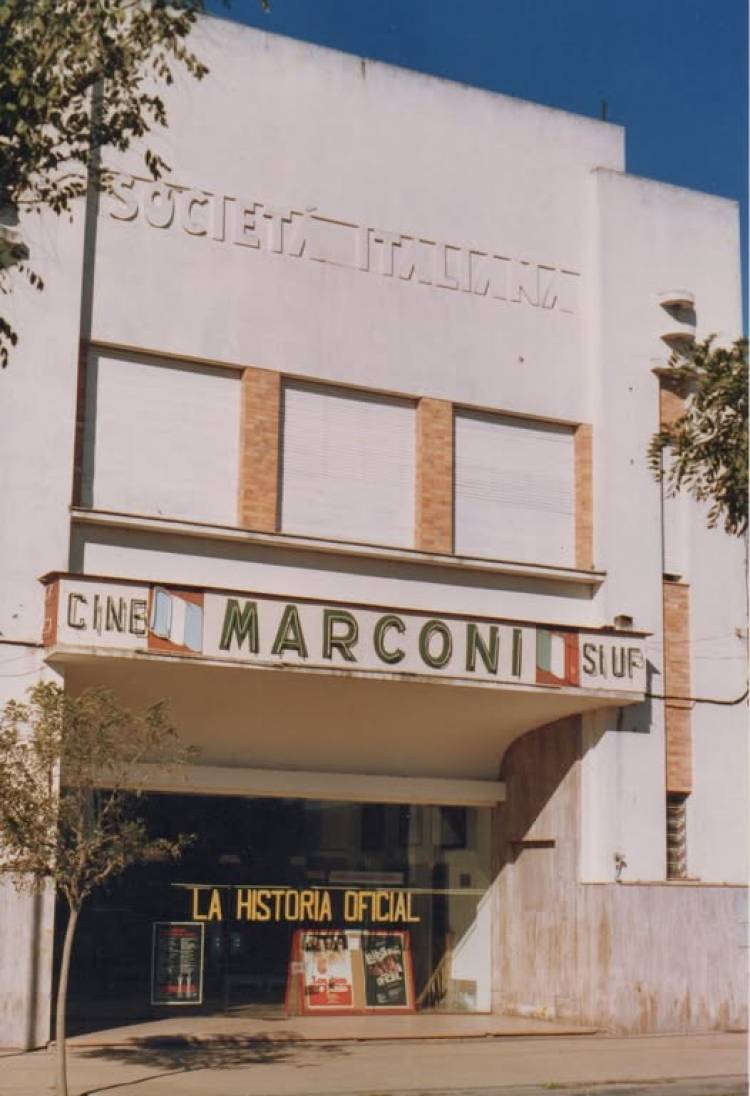 SOCIETÁ ITALIANA
CINE MARCONI SIUF
LA HISTORIA OFICIAL